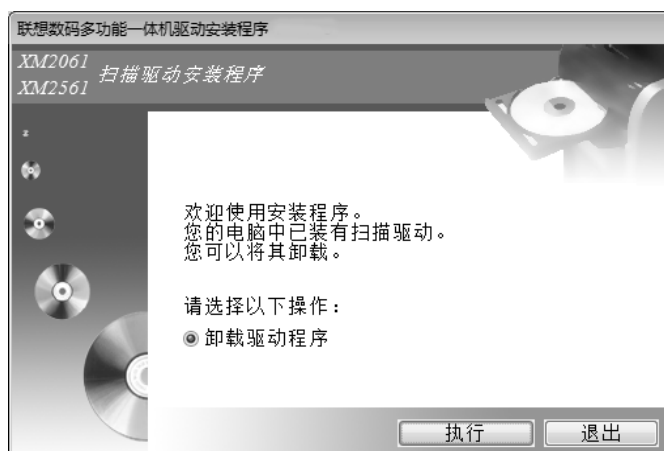 联想数码多功能一体机驱动安装程序
XM2061
XM2561
扫描驱动安装程序
欢迎使用安装程序。
您的电脑中已装有扫描驱动。
您可以将其卸载。
请选择以下操作：
卸载驱动程序
执行
退出